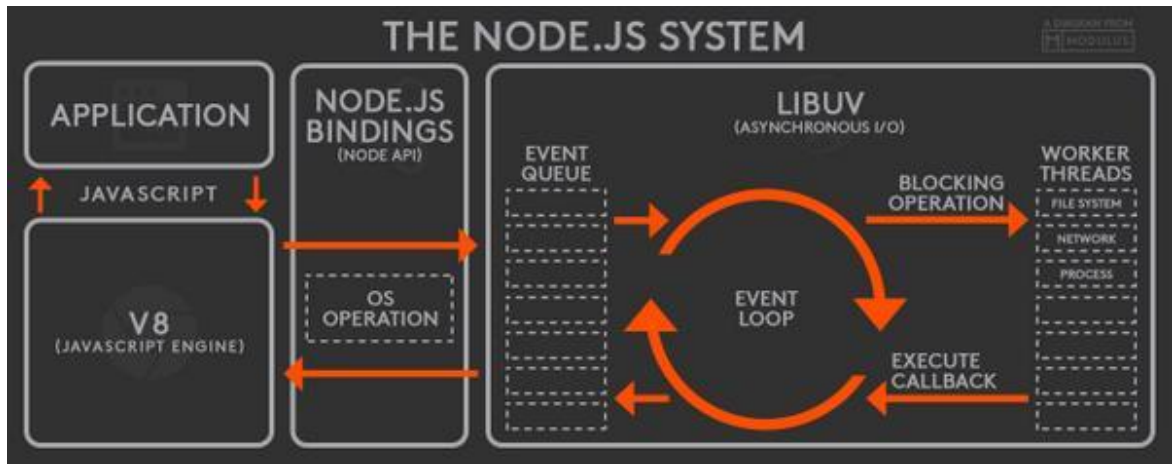 THE NODE.JS SYSTEM
A DIAGRAM FROM
MODULUS
APPLICATION
JAVASCRIPT
V8
(JAVASCRIPT ENGINE)
NODE.JS
BINDINGS
(NODE API)
OS
OPERATION
LIBUV
(ASYNCHRONOUS I/O)
EVENT
QUEUE
EVENT
LOOP
BLOCKING
OPERATION
EXECUTE
CALLBACK
WORKER
THREADS
FILE SYSTEM
NETWORK
PROCESS